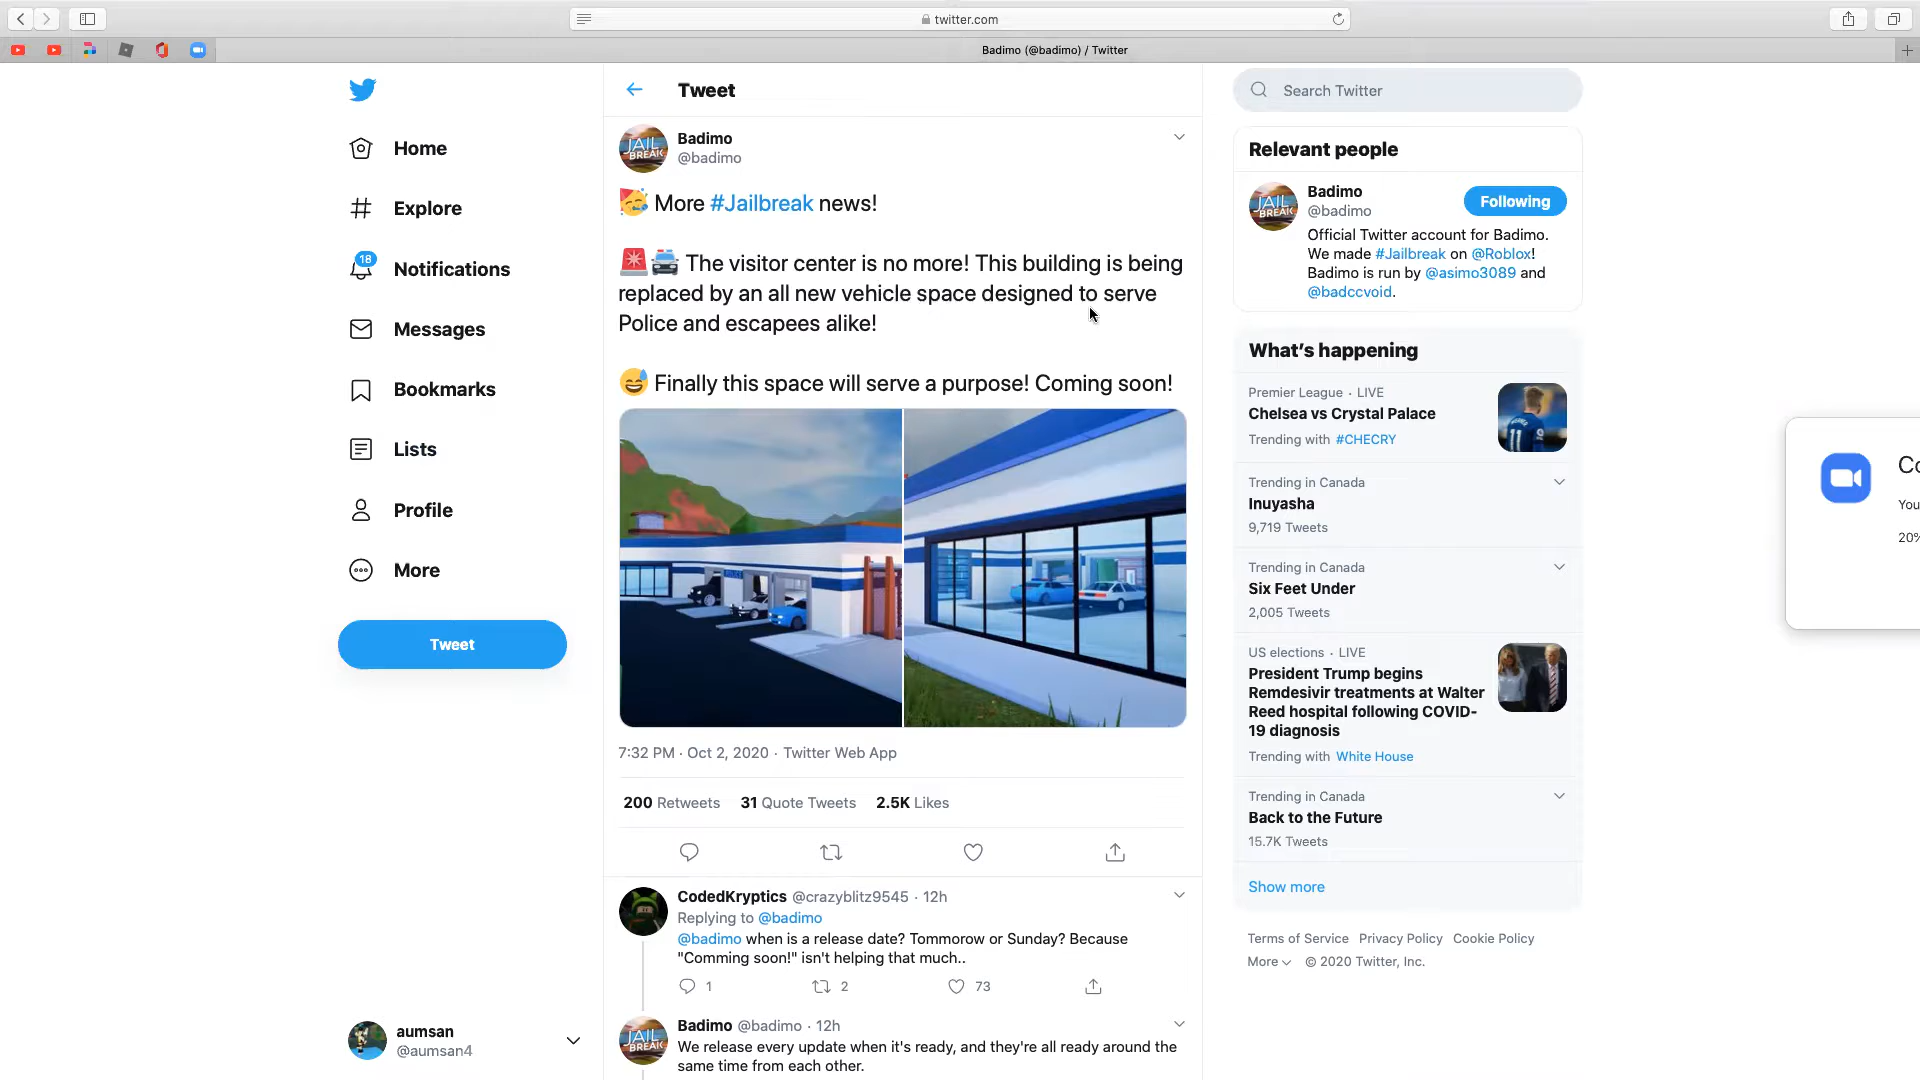 twitter.com
Badimo (@badimo) / Twitter
Home
Explore
18
Notifications
Messages
Bookmarks
Lists
Profile
More
Tweet
aumsan
@aumsan4
Tweet
JAIL
BREAK
Badimo
@badimo
More #Jailbreak news!
The visitor center is no more! This building is being
replaced by an all new vehicle space designed to serve
Police and escapees alike!
Finally this space will serve a purpose! Coming soon!
7:32 PM · Oct 2, 2020 · Twitter Web App
200 Retweets 31 Quote Tweets 2.5K Likes
CodedKryptics @crazyblitz9545 · 12h
Replying to @badimo
@badimo when is a release date? Tommorow or Sunday? Because
"Comming soon!" isn't helping that much..
1 2 73
JAIL
BREAK
Badimo @badimo · 12h
We release every update when it's ready, and they're all ready around the
same time from each other.
Search Twitter
Relevant people
JAIL
BREAK
Badimo
@badimo
Following
Official Twitter account for Badimo.
We made #Jailbreak on @Roblox!
Badimo is run by @asimo3089 and
@badccvoid.
What's happening
Premier League · LIVE
Chelsea vs Crystal Palace
Trending with #CHECRY
11
Trending in Canada
Inuyasha
9,719 Tweets
Trending in Canada
Six Feet Under
2,005 Tweets
US elections · LIVE
President Trump begins
Remdesivir treatments at Walter
Reed hospital following COVID-
19 diagnosis
Trending with White House
Trending in Canada
Back to the Future
15.7K Tweets
Show more
Terms of Service Privacy Policy Cookie Policy
More © 2020 Twitter, Inc.
Co
You
20%